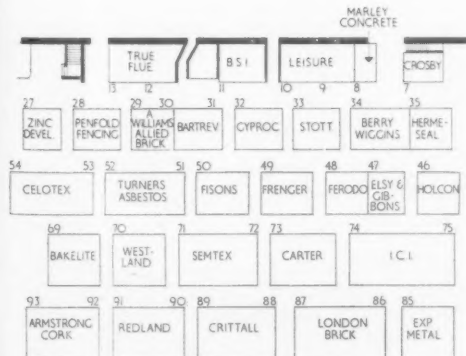 MARLEY
CONCRETE
TRUE
FLUE
B.S.I.
LEISURE
CROSBY
13 12 11 10 9 8 7
27 28 29 30 31 32 33 34 35
ZINC
DEVEL
PENFOLD
FENCING
A
WILLIAMS
ALLIED
BRICK
BARTREV
GYPROC
STOTT
BERRY
WIGGINS
HERME-
SEAL
54 53 52 51 50 49 48 47 46
CELOTEX
TURNERS
ASBESTOS
FISONS
FRENGER
FERODO
ELSY &
GIB-
BONS
HOLCON
69 70 71 72 73 74 75
BAKELITE
WEST-
LAND
SEMTEX
CARTER
I.C.I.
93 92 91 90 89 88 87 86 85
ARMSTRONG
CORK
REDLAND
CRITTALL
LONDON
BRICK
EXP
METAL